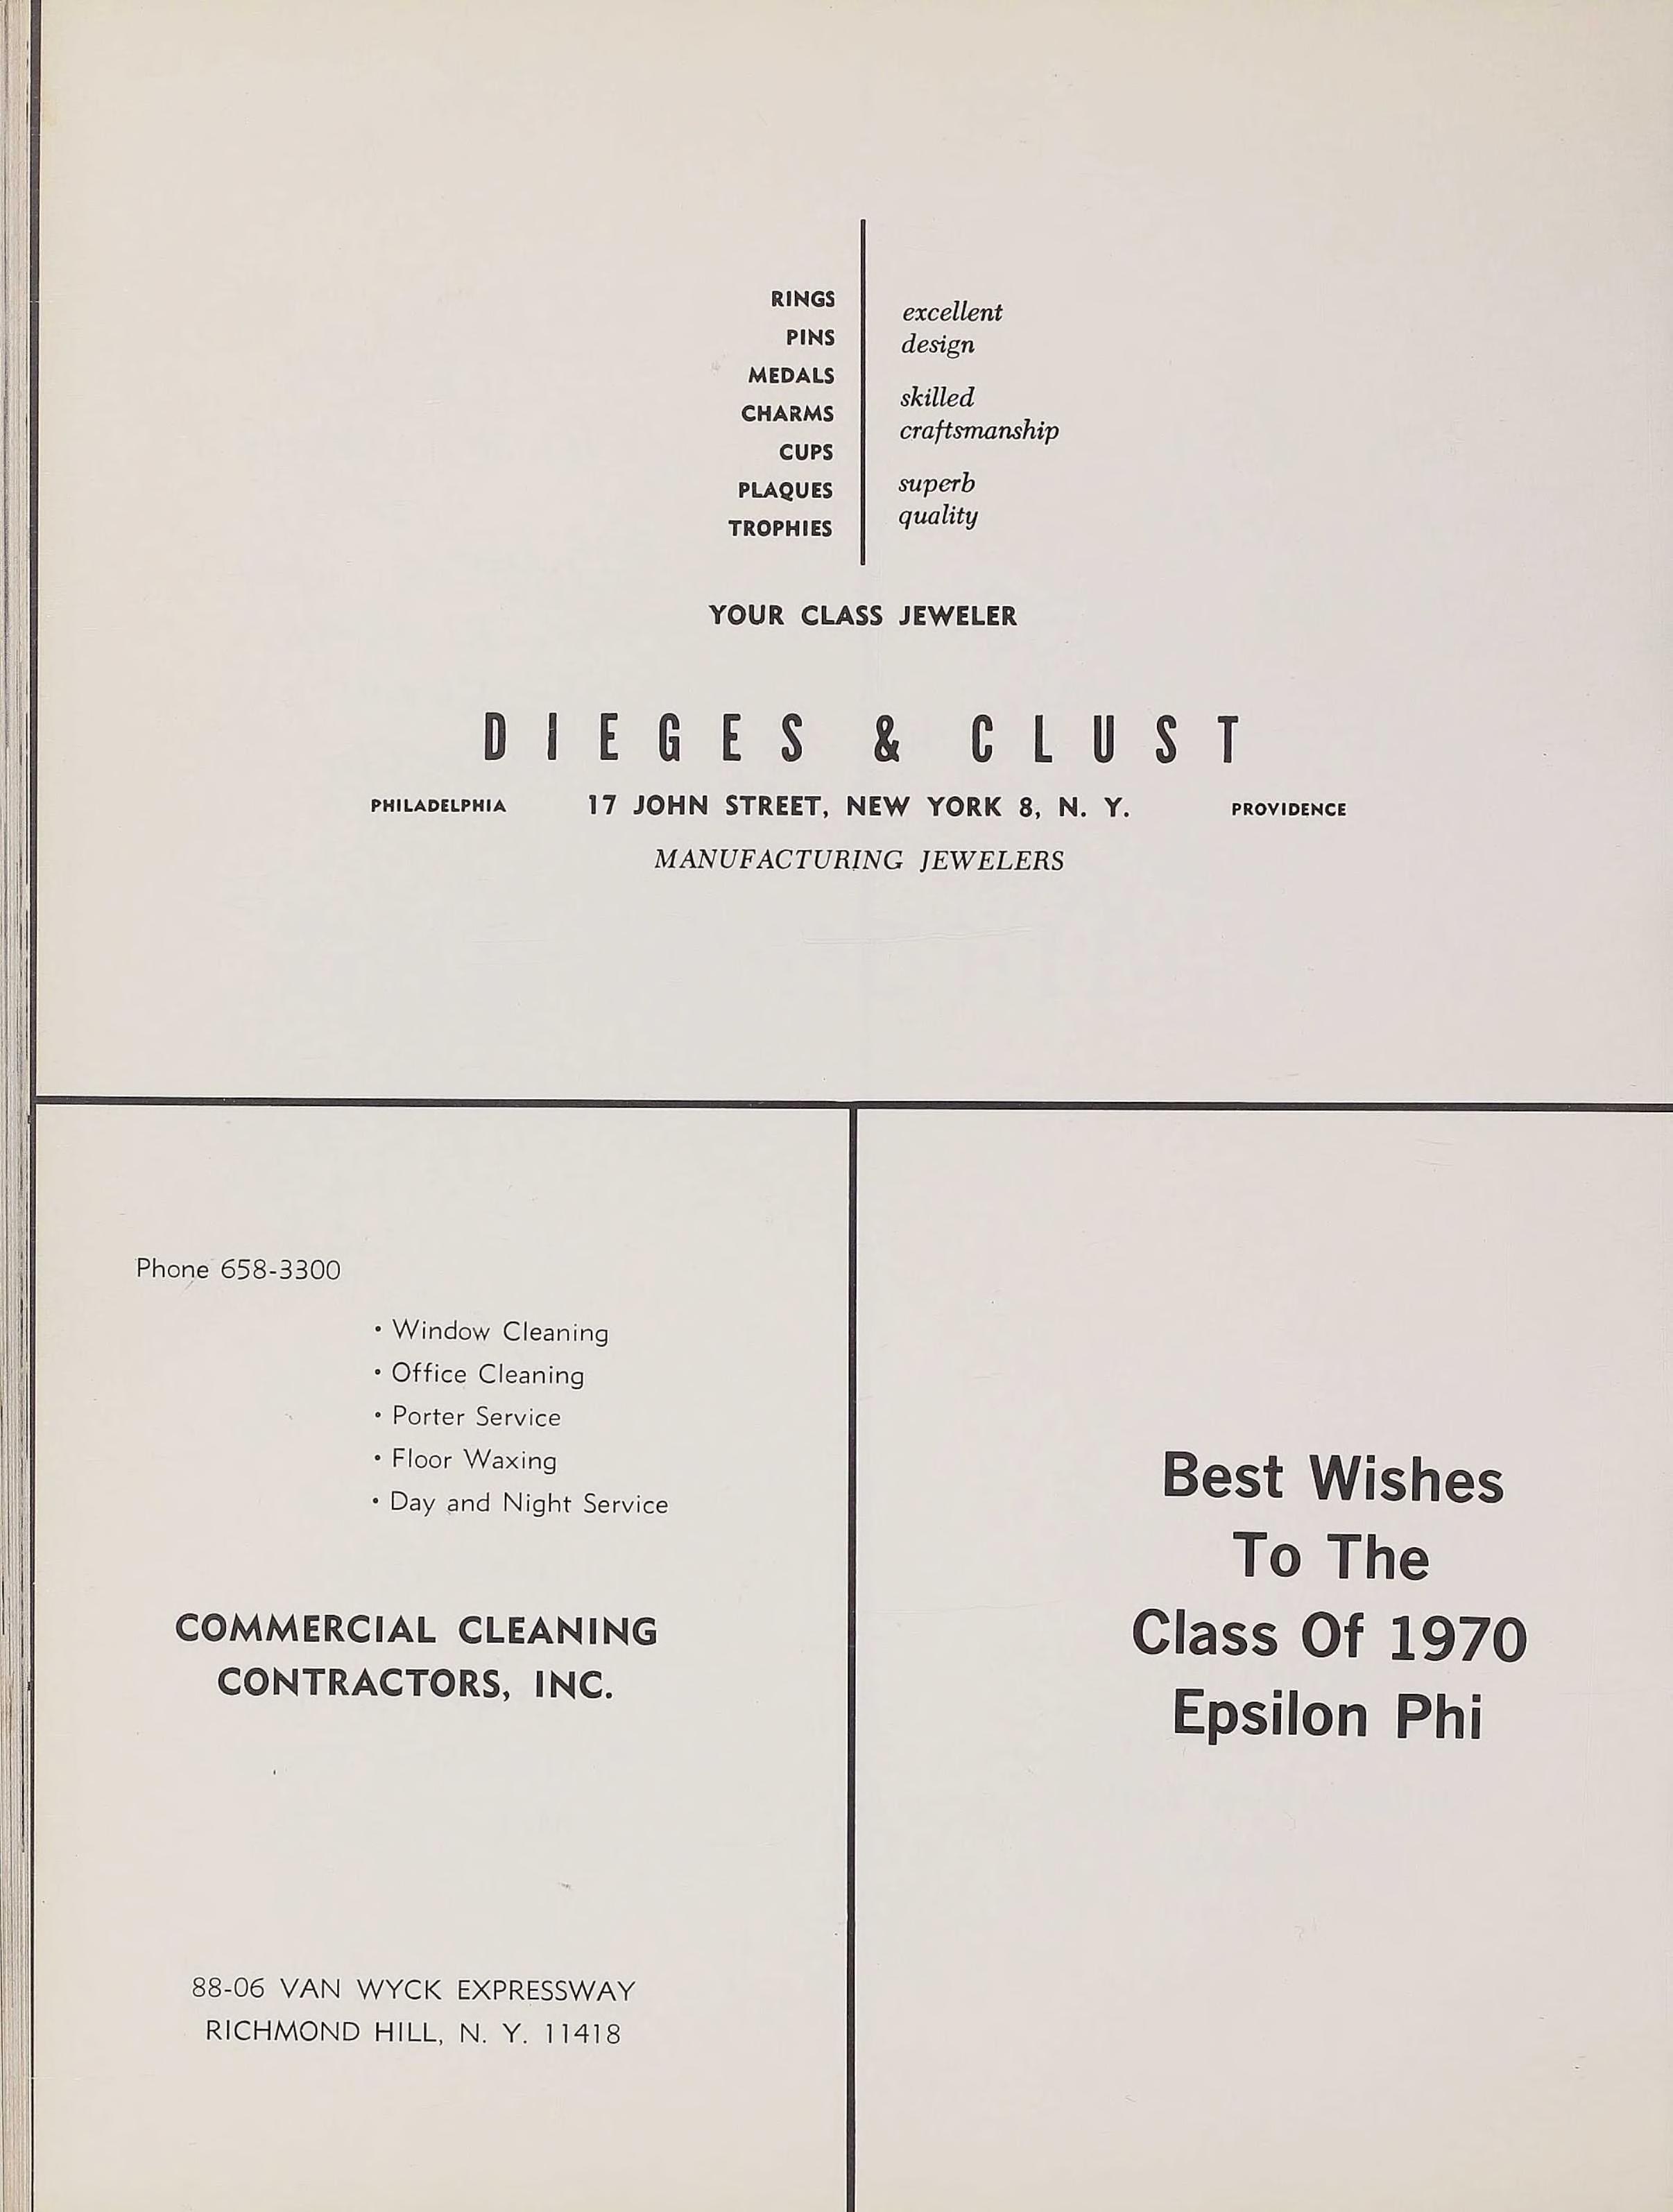 RINGS
PINS
MEDALS
CHARMS
CUPS
PLAQUES
TROPHIES
excellent
design
skilled
craftsmanship
superb
quality
YOUR CLASS JEWELER
DIEGES & CLUST
PHILADELPHIA 17 JOHN STREET, NEW YORK 8, N. Y. PROVIDENCE
MANUFACTURING JEWELERS
Phone 658-3300
• Window Cleaning
• Office Cleaning
• Porter Service
• Floor Waxing
• Day and Night Service
COMMERCIAL CLEANING
CONTRACTORS, INC.
88-06 VAN WYCK EXPRESSWAY
RICHMOND HILL, N. Y. 11418
Best Wishes
To The
Class Of 1970
Epsilon Phi